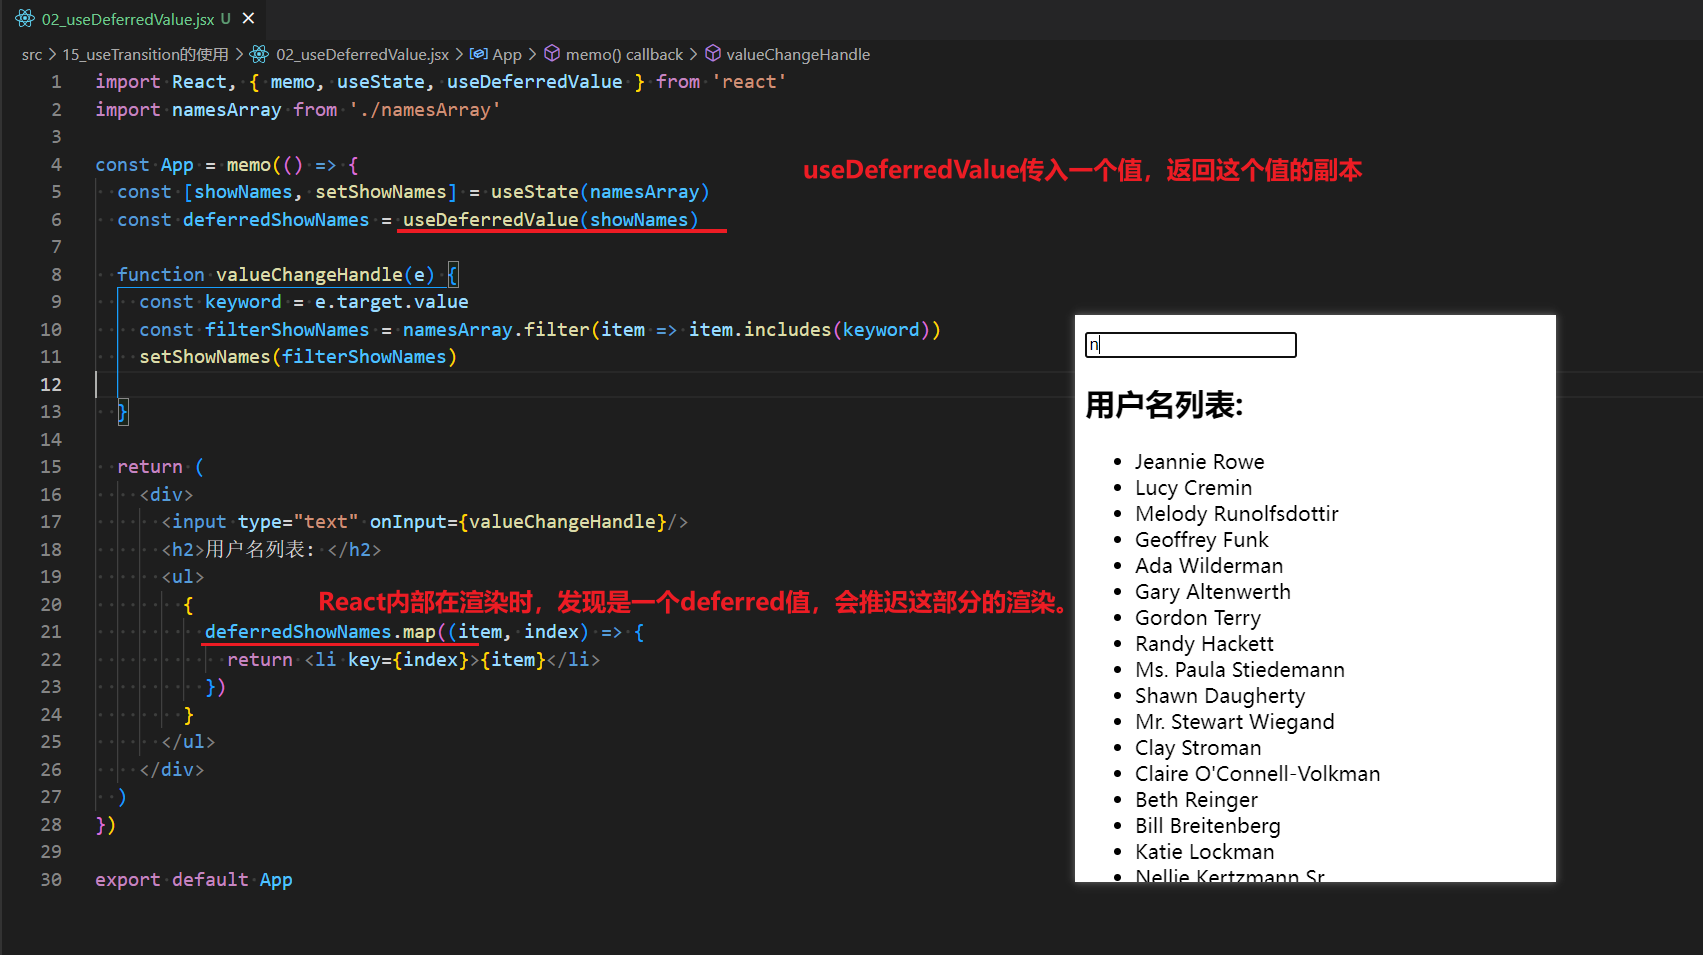 02_useDeferredValue.jsx U
src > 15_useTransition的使用 > 02_useDeferredValue.jsx > App > memo() callback > valueChangeHandle
1 import React, { memo, useState, useDeferredValue } from 'react'
2 import namesArray from './namesArray'
3
4 const App = memo(() => {
useDeferredValue传入一个值，返回这个值的副本
5 const [showNames, setShowNames] = useState(namesArray)
6 const deferredShowNames = useDeferredValue(showNames)
7
8 function valueChangeHandle(e) {
9 const keyword = e.target.value
10 const filterShowNames = namesArray.filter(item => item.includes(keyword))
11 setShowNames(filterShowNames)
12
13 }
14
15 return (
16 <div>
17 <input type="text" onInput={valueChangeHandle}/>
18 <h2>用户名列表: </h2>
19 <ul>
20 {
React内部在渲染时，发现是一个deferred值，会推迟这部分的渲染。
21 deferredShowNames.map((item, index) => {
22 return <li key={index}>{item}</li>
23 })
24 }
25 </ul>
26 </div>
27 )
28 })
29
30 export default App
n
用户名列表:
Jeannie Rowe
Lucy Cremin
Melody Runolfsdottir
Geoffrey Funk
Ada Wilderman
Gary Altenwerth
Gordon Terry
Randy Hackett
Ms. Paula Stiedemann
Shawn Daugherty
Mr. Stewart Wiegand
Clay Stroman
Claire O'Connell-Volkman
Beth Reinger
Bill Breitenberg
Katie Lockman
Nellie Kertzmann Sr.